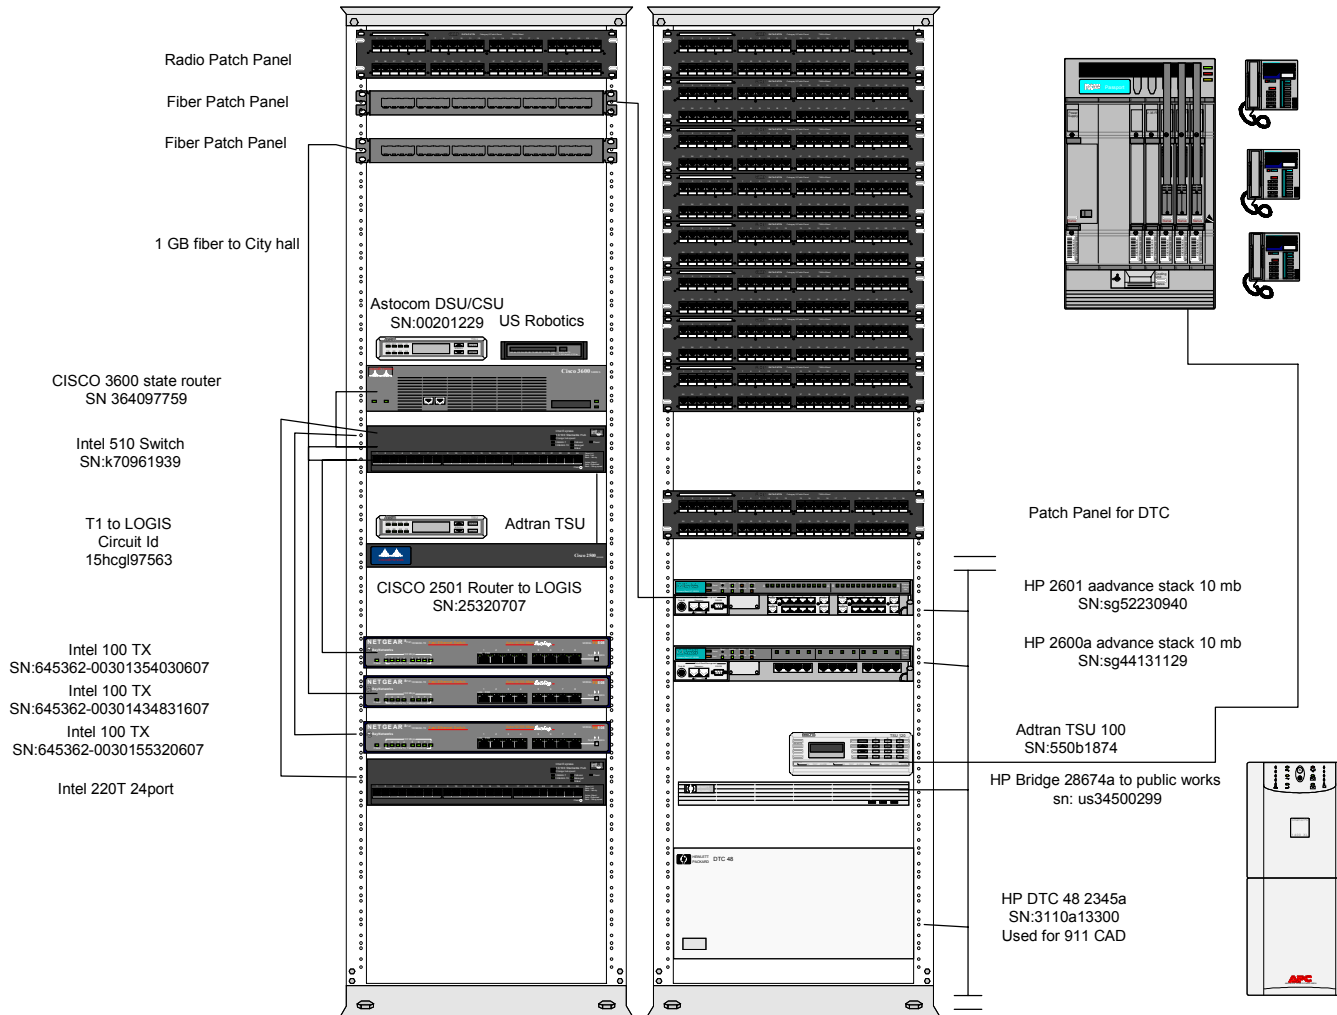 Radio Patch Panel
Fiber Patch Panel
Fiber Patch Panel
1 GB fiber to City hall
Astocom DSU/CSU
SN:00201229
US Robotics
CISCO 3600 state router
SN 364097759
Cisco 3600
Intel 510 Switch
SN:k70961939
T1 to LOGIS
Circuit Id
15hcgl97563
Adtran TSU
Cisco 2500
CISCO 2501 Router to LOGIS
SN:25320707
Intel 100 TX
SN:645362-00301354030607
NETGEAR
Intel 100 TX
SN:645362-00301434831607
NETGEAR
Intel 100 TX
SN:645362-0030155320607
NETGEAR
Intel 220T 24port
Patch Panel for DTC
HP 2601 aadvance stack 10 mb
SN:sg52230940
HP 2600a advance stack 10 mb
SN:sg44131129
Adtran TSU 100
SN:550b1874
HP Bridge 28674a to public works
sn: us34500299
HEWLETT
PACKARD
DTC 48
HP DTC 48 2345a
SN:3110a13300
Used for 911 CAD
APC